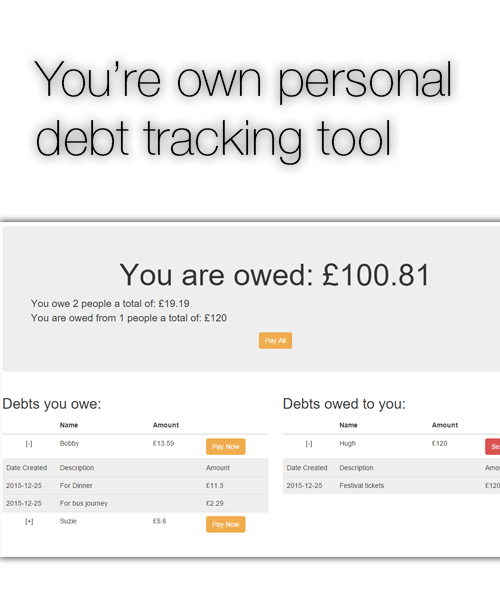 You're own personal
debt tracking tool
You are owed: £100.81
You owe 2 people a total of: £19.19
You are owed from 1 people a total of: £120
Pay All
Debts you owe:
Name Amount
[-] Bobby £13.59 Pay Now
Date Created Description Amount
2015-12-25 For Dinner £11.3
2015-12-25 For bus journey £2.29
[+] Suzie £5.6 Pay Now
Debts owed to you:
Name Amount
[-] Hugh £120
Date Created Description
2015-12-25 Festival tickets £120